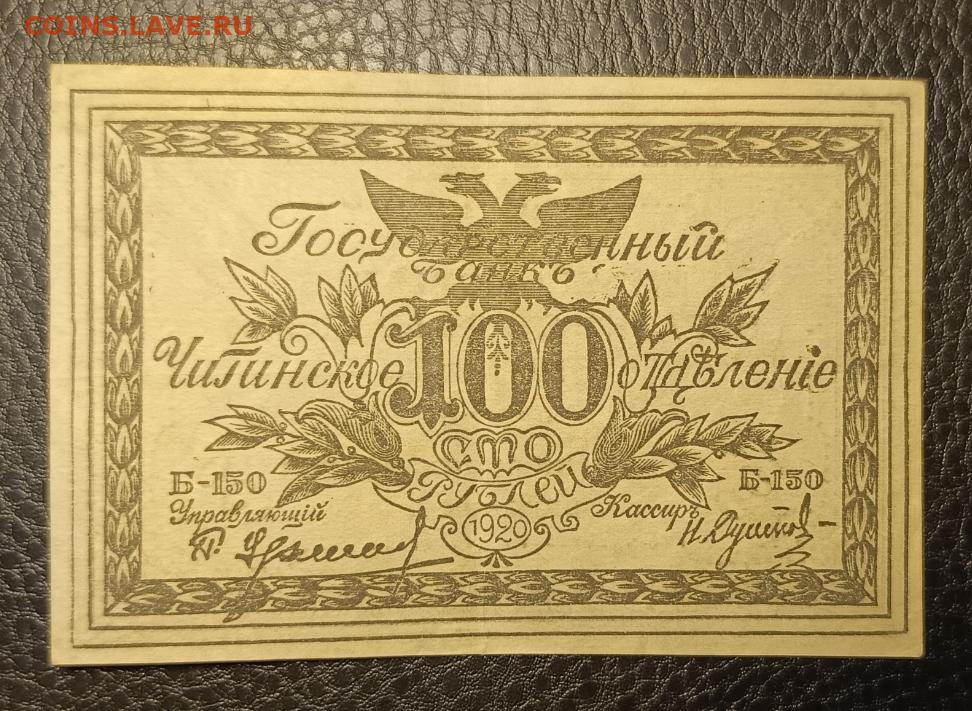 COINS.LAVE.RU
Государственный
Банкъ
Читинское 100 отдѣленіе
сто
рублей
Б-150 Б-150
Управляющій Кассиръ
1920